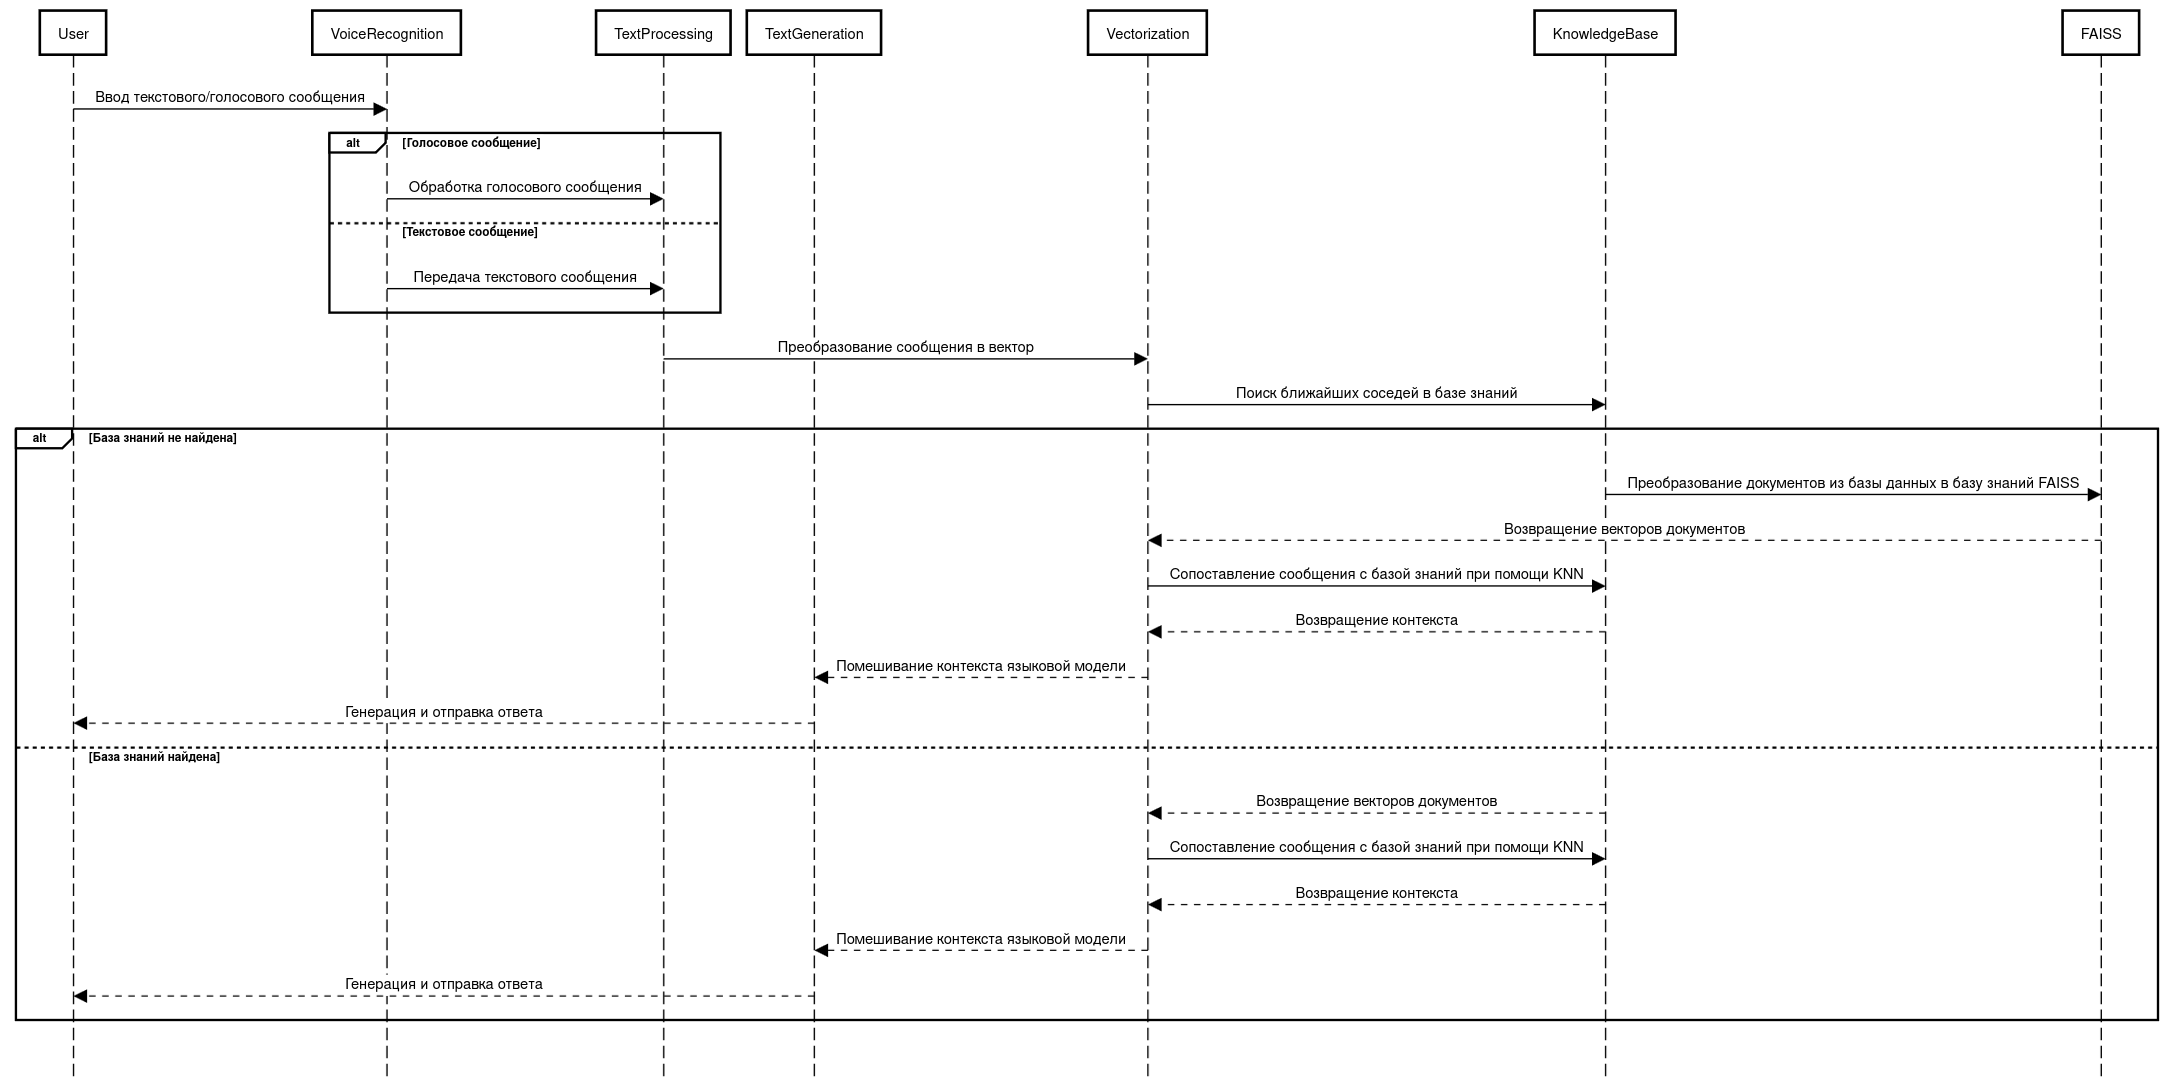 User
VoiceRecognition
TextProcessing
TextGeneration
Vectorization
KnowledgeBase
FAISS
Ввод текстового/голосового сообщения
alt
[Голосовое сообщение]
Обработка голосового сообщения
[Текстовое сообщение]
Передача текстового сообщения
Преобразование сообщения в вектор
Поиск ближайших соседей в базе знаний
alt
[База знаний не найдена]
Преобразование документов из базы данных в базу знаний FAISS
Возвращение векторов документов
Сопоставление сообщения с базой знаний при помощи KNN
Возвращение контекста
Помешивание контекста языковой модели
Генерация и отправка ответа
[База знаний найдена]
Возвращение векторов документов
Сопоставление сообщения с базой знаний при помощи KNN
Возвращение контекста
Помешивание контекста языковой модели
Генерация и отправка ответа